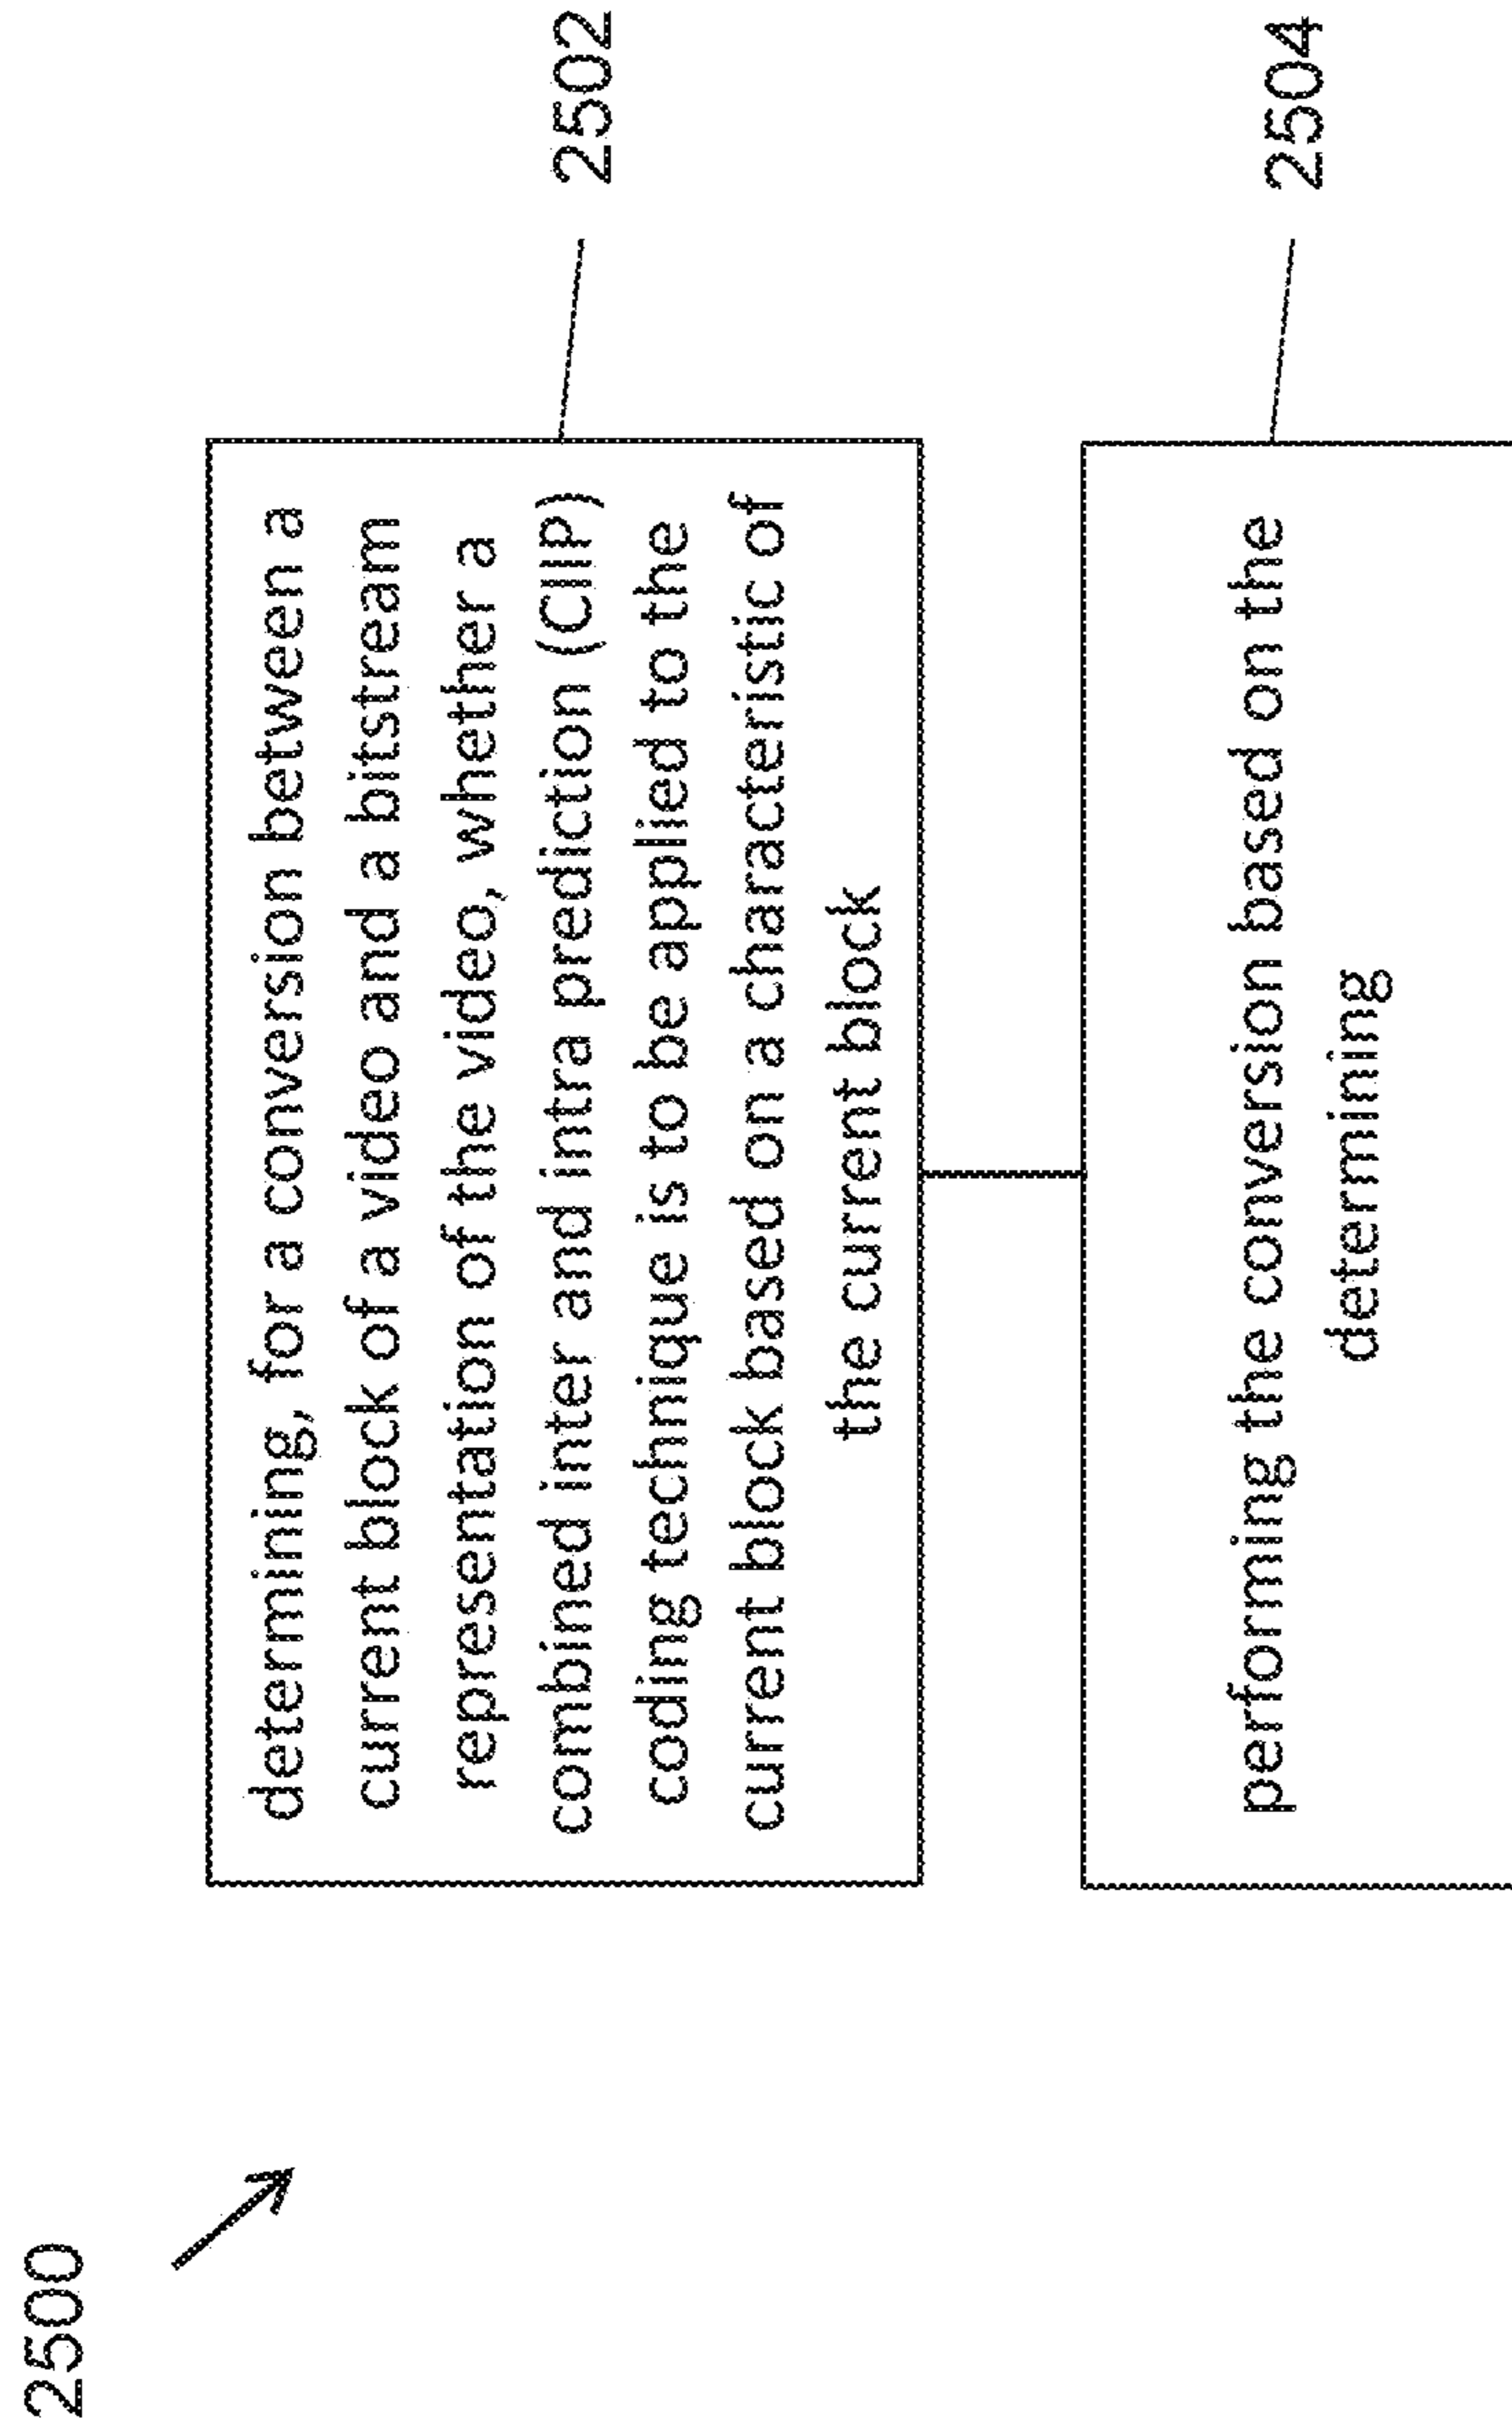 2500
determining, for a conversion between a
current block of a video and a bitstream
representation of the video, whether a
combined inter and intra prediction (CIIP)
coding technique is to be applied to the
current block based on a characteristic of
the current block
2502
performing the conversion based on the
determining
2504